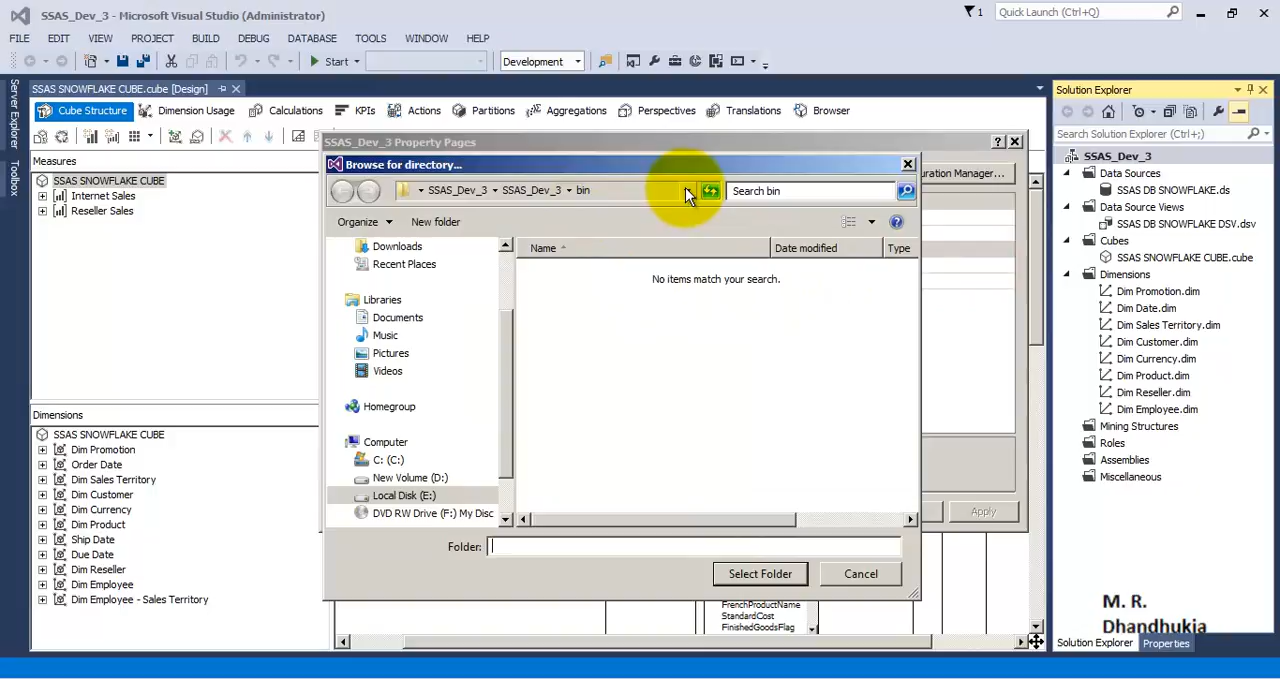 SSAS_Dev_3 - Microsoft Visual Studio (Administrator)
1
Quick Launch (Ctrl+Q)
FILE EDIT VIEW PROJECT BUILD DEBUG DATABASE TOOLS WINDOW HELP
Start
Development
Server Explorer
Toolbox
SSAS SNOWFLAKE CUBE.cube [Design]
Cube Structure Dimension Usage Calculations KPIs Actions Partitions Aggregations Perspectives Translations Browser
Measures
SSAS SNOWFLAKE CUBE
Internet Sales
Reseller Sales
Dimensions
SSAS SNOWFLAKE CUBE
Dim Promotion
Order Date
Dim Sales Territory
Dim Customer
Dim Currency
Dim Product
Ship Date
Due Date
Dim Reseller
Dim Employee
Dim Employee - Sales Territory
SSAS_Dev_3 Property Pages
uration Manager...
Apply
Browse for directory...
SSAS_Dev_3 SSAS_Dev_3 bin
Search bin
Organize New folder
Downloads
Recent Places
Libraries
Documents
Music
Pictures
Videos
Homegroup
Computer
C: (C:)
New Volume (D:)
Local Disk (E:)
DVD RW Drive (F:) My Disc
Name Date modified Type
No items match your search.
Folder:
Select Folder Cancel
FrenchProductName
StandardCost
FinishedGoodsFlag
Solution Explorer
Search Solution Explorer (Ctrl+;)
SSAS_Dev_3
Data Sources
SSAS DB SNOWFLAKE.ds
Data Source Views
SSAS DB SNOWFLAKE DSV.dsv
Cubes
SSAS SNOWFLAKE CUBE.cube
Dimensions
Dim Promotion.dim
Dim Date.dim
Dim Sales Territory.dim
Dim Customer.dim
Dim Currency.dim
Dim Product.dim
Dim Reseller.dim
Dim Employee.dim
Mining Structures
Roles
Assemblies
Miscellaneous
M. R.
Dhandhukia
Solution Explorer Properties